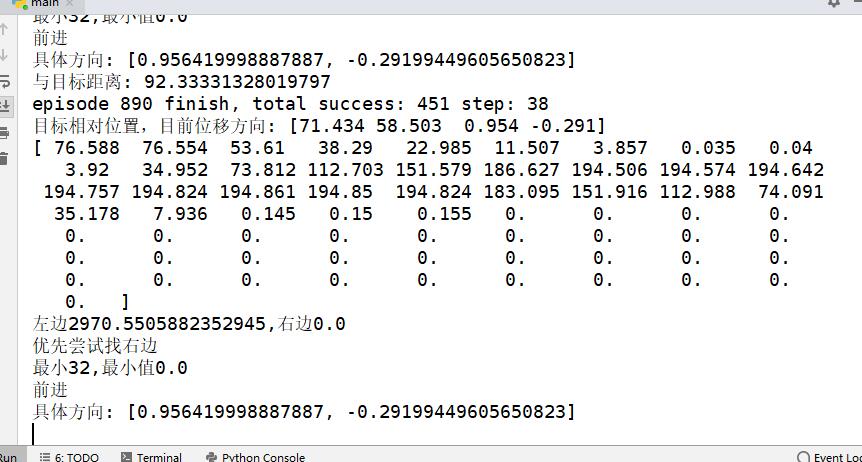 main
最小32,最小值0.0
前进
具体方向: [0.956419998887887, -0.29199449605650823]
与目标距离: 92.33331328019797
episode 890 finish, total success: 451 step: 38
目标相对位置，目前位移方向: [71.434 58.503  0.954 -0.291]
[ 76.588  76.554  53.61   38.29   22.985  11.507   3.857   0.035   0.04
   3.92   34.952  73.812 112.703 151.579 186.627 194.506 194.574 194.642
 194.757 194.824 194.861 194.85  194.824 183.095 151.916 112.988  74.091
  35.178   7.936   0.145   0.15    0.155   0.      0.      0.      0.
   0.      0.      0.      0.      0.      0.      0.      0.      0.
   0.      0.      0.      0.      0.      0.      0.      0.      0.
   0.      0.      0.      0.      0.      0.      0.      0.      0.
   0.   ]
左边2970.5505882352945,右边0.0
优先尝试找右边
最小32,最小值0.0
前进
具体方向: [0.956419998887887, -0.29199449605650823]
Run 6: TODO Terminal Python Console Event Lo